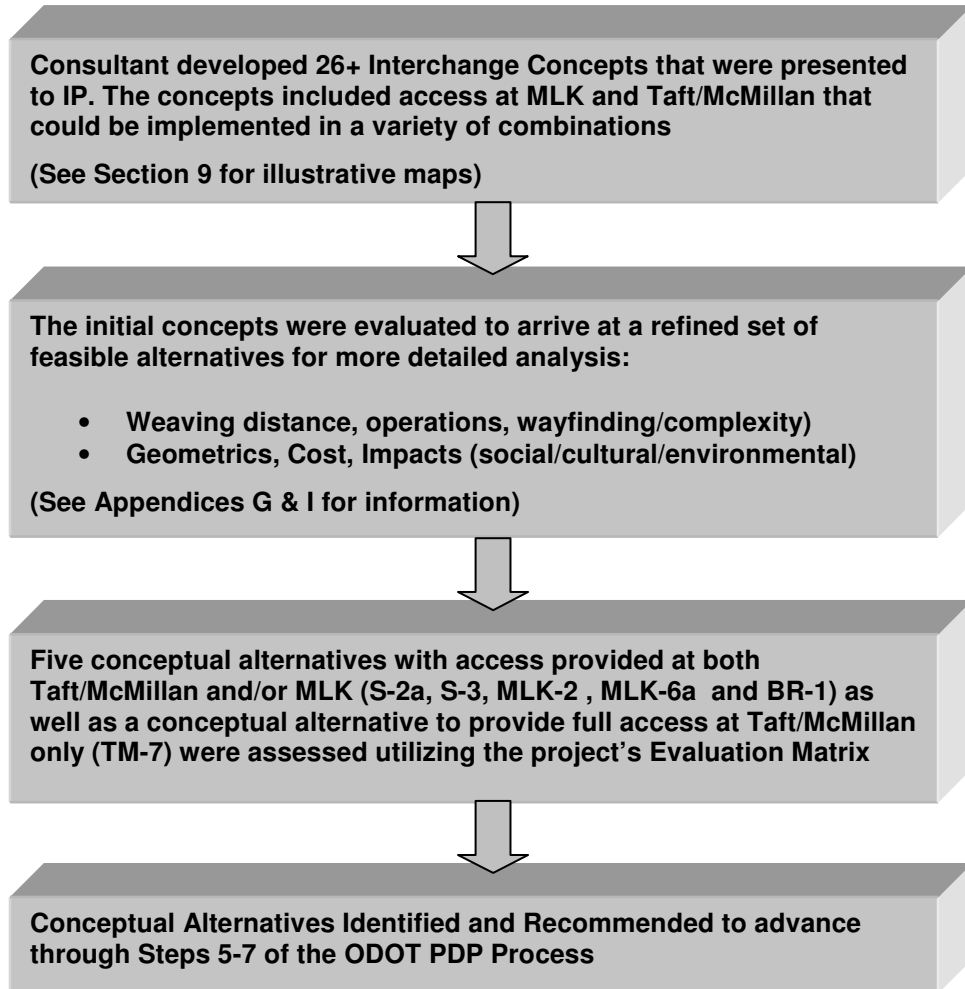 Consultant developed 26+ Interchange Concepts that were presented
to IP. The concepts included access at MLK and Taft/McMillan that
could be implemented in a variety of combinations
(See Section 9 for illustrative maps)
The initial concepts were evaluated to arrive at a refined set of
feasible alternatives for more detailed analysis:
• Weaving distance, operations, wayfinding/complexity)
• Geometrics, Cost, Impacts (social/cultural/environmental)
(See Appendices G & I for information)
Five conceptual alternatives with access provided at both
Taft/McMillan and/or MLK (S-2a, S-3, MLK-2 , MLK-6a and BR-1) as
well as a conceptual alternative to provide full access at Taft/McMillan
only (TM-7) were assessed utilizing the project's Evaluation Matrix
Conceptual Alternatives Identified and Recommended to advance
through Steps 5-7 of the ODOT PDP Process